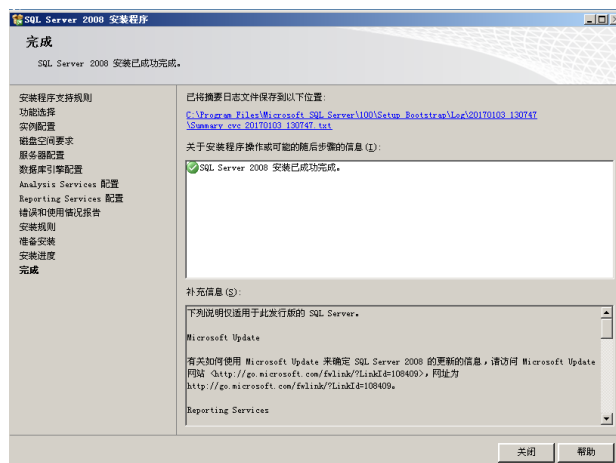 SQL Server 2008 安装程序
完成
SQL Server 2008 安装已成功完成。
安装程序支持规则
功能选择
实例配置
磁盘空间要求
服务器配置
数据库引擎配置
Analysis Services 配置
Reporting Services 配置
错误和使用情况报告
安装规则
准备安装
安装进度
完成
已将摘要日志文件保存到以下位置:
C:\Program Files\Microsoft SQL Server\100\Setup Bootstrap\Log\20170103_130747
\Summary_cvc_20170103_130747.txt
关于安装程序操作或可能的随后步骤的信息(I):
SQL Server 2008 安装已成功完成。
补充信息(S):
下列说明仅适用于此发行版的 SQL Server。
Microsoft Update
有关如何使用 Microsoft Update 来确定 SQL Server 2008 的更新的信息，请访问 Microsoft Update
网站 <http://go.microsoft.com/fwlink/?LinkId=108409>，网址为
http://go.microsoft.com/fwlink/?LinkId=108409。
Reporting Services
关闭
帮助